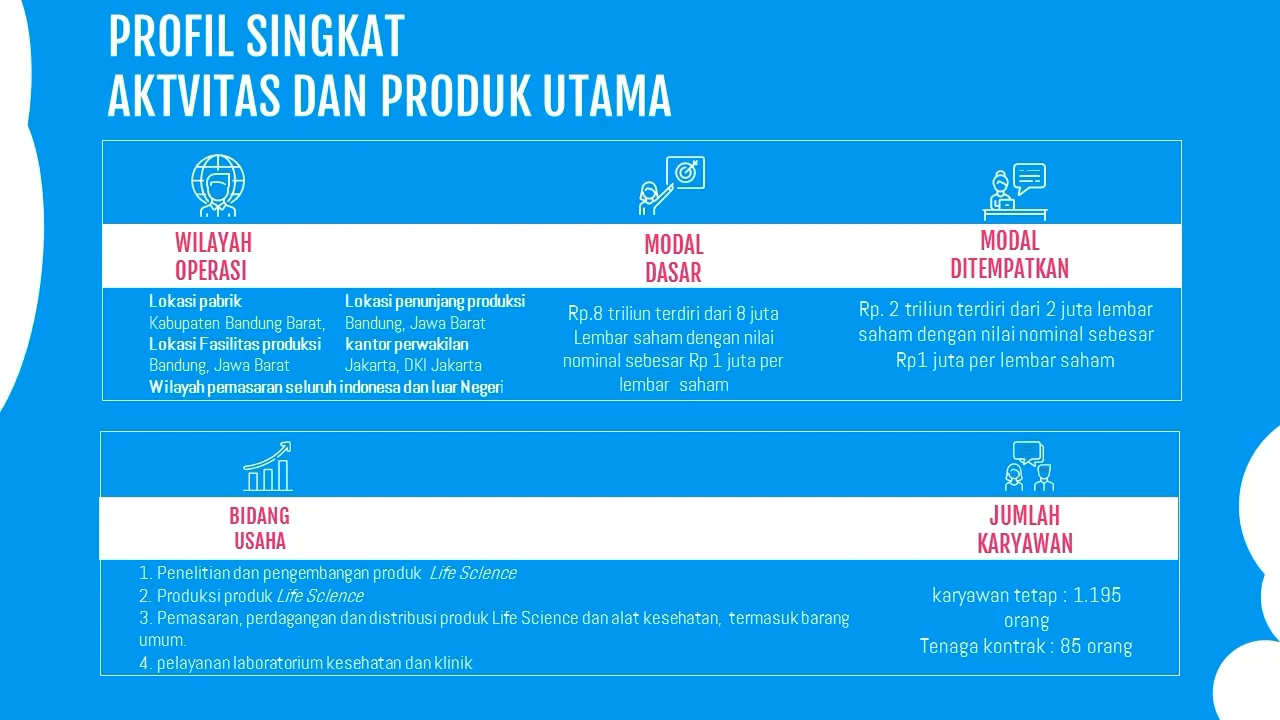 PROFIL SINGKAT
AKTVITAS DAN PRODUK UTAMA
WILAYAH
OPERASI
Lokasi pabrik
Kabupaten Bandung Barat,
Lokasi Fasilitas produksi
Bandung, Jawa Barat
Lokasi penunjang produksi
Bandung, Jawa Barat
kantor perwakilan
Jakarta, DKI Jakarta
Wilayah pemasaran seluruh indonesa dan luar Negeri
MODAL
DASAR
Rp.8 triliun terdiri dari 8 juta
Lembar saham dengan nilai
nominal sebesar Rp 1 juta per
lembar saham
MODAL
DITEMPATKAN
Rp. 2 triliun terdiri dari 2 juta lembar
saham dengan nilai nominal sebesar
Rp1 juta per lembar saham
BIDANG
USAHA
1. Penelitian dan pengembangan produk Life Science
2. Produksi produk Life Sclence
3. Pemasaran, perdagangan dan distribusi produk Life Science dan alat kesehatan, termasuk barang
umum.
4. pelayanan laboratorium kesehatan dan klinik
JUMLAH
KARYAWAN
karyawan tetap : 1.195
orang
Tenaga kontrak : 85 orang